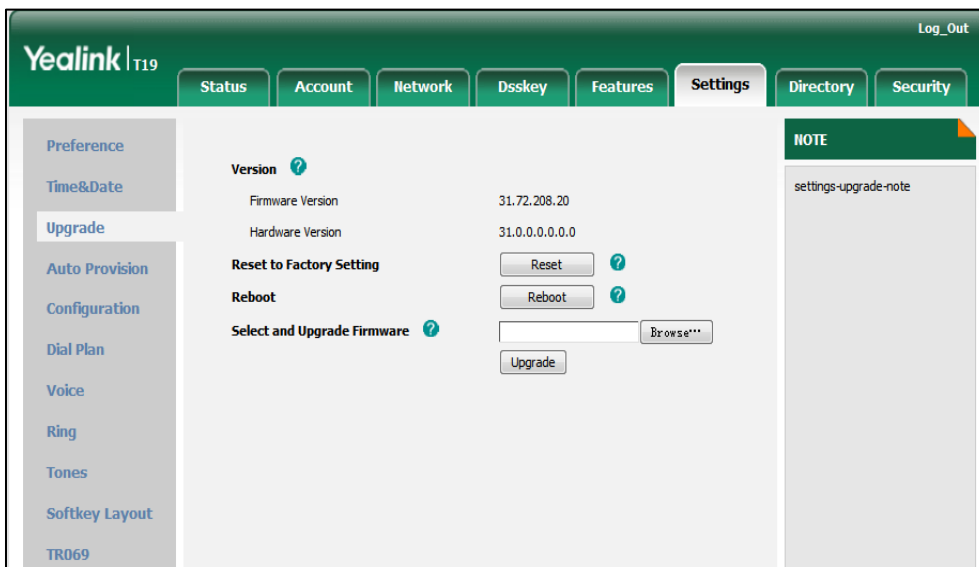 Log_Out
Yealink T19
Status Account Network Dsskey Features Settings Directory Security
Preference
Time&Date
Upgrade
Auto Provision
Configuration
Dial Plan
Voice
Ring
Tones
Softkey Layout
TR069
Version ?
Firmware Version 31.72.208.20
Hardware Version 31.0.0.0.0.0.0
Reset to Factory Setting Reset ?
Reboot Reboot ?
Select and Upgrade Firmware ? Browse...
Upgrade
NOTE
settings-upgrade-note